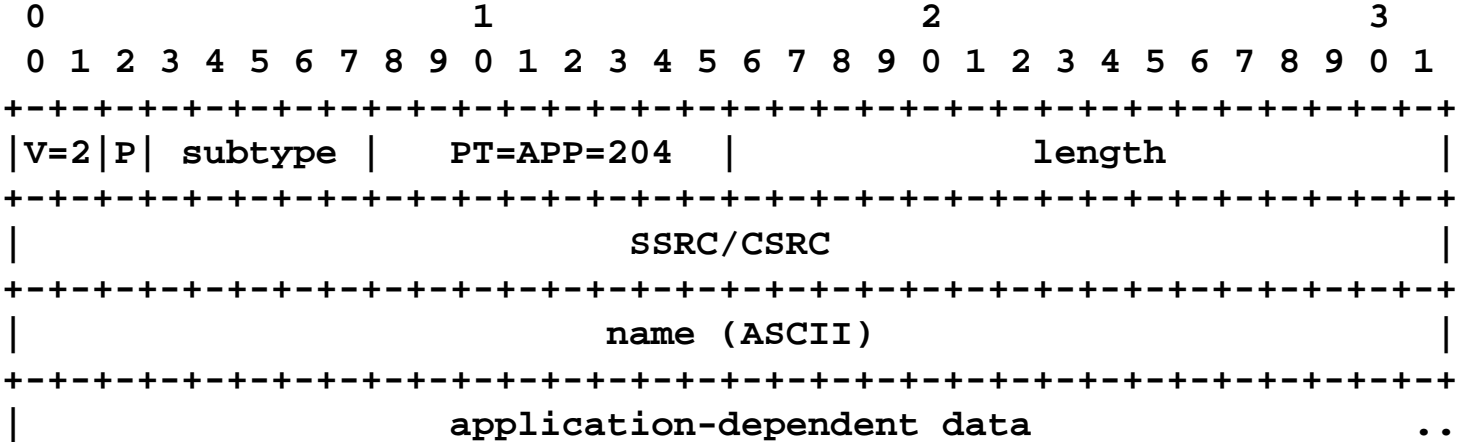 0                   1                   2                   3
 0 1 2 3 4 5 6 7 8 9 0 1 2 3 4 5 6 7 8 9 0 1 2 3 4 5 6 7 8 9 0 1
+-+-+-+-+-+-+-+-+-+-+-+-+-+-+-+-+-+-+-+-+-+-+-+-+-+-+-+-+-+-+-+-+
|V=2|P| subtype |   PT=APP=204  |             length            |
+-+-+-+-+-+-+-+-+-+-+-+-+-+-+-+-+-+-+-+-+-+-+-+-+-+-+-+-+-+-+-+-+
|                           SSRC/CSRC                           |
+-+-+-+-+-+-+-+-+-+-+-+-+-+-+-+-+-+-+-+-+-+-+-+-+-+-+-+-+-+-+-+-+
|                          name (ASCII)                         |
+-+-+-+-+-+-+-+-+-+-+-+-+-+-+-+-+-+-+-+-+-+-+-+-+-+-+-+-+-+-+-+-+
|                   application-dependent data                 ..